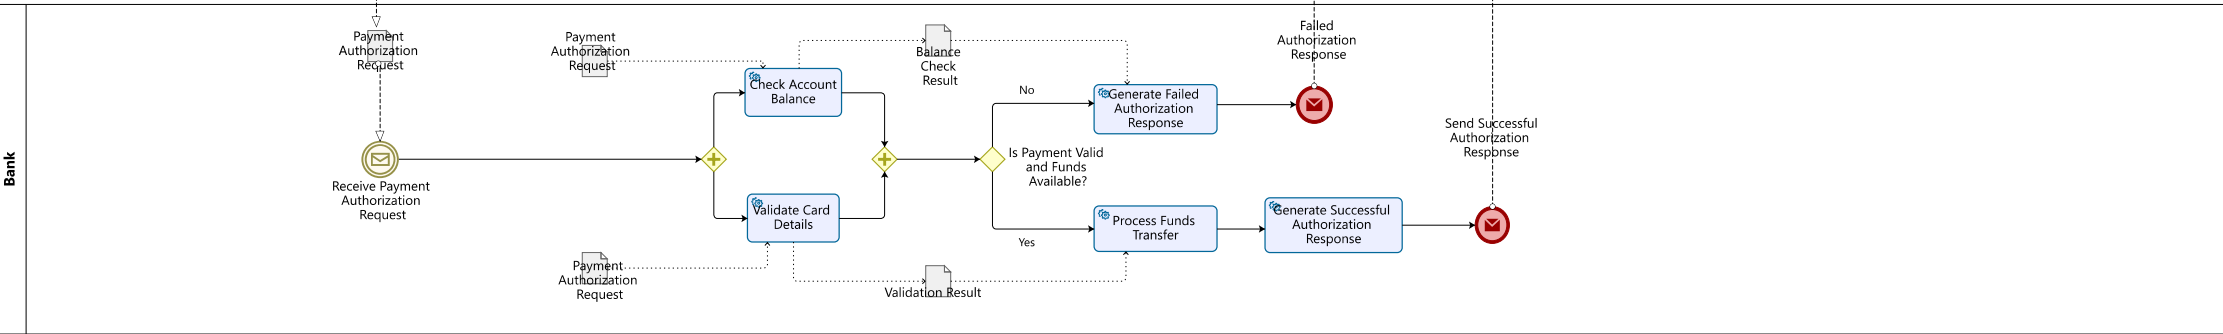 Bank
Payment
Authorization
Request
Receive Payment
Authorization
Request
Payment
Authorization
Request
Check Account
Balance
Balance
Check
Result
Validate Card
Details
Payment
Authorization
Request
Validation Result
Is Payment Valid
and Funds
Available?
No
Yes
Generate Failed
Authorization
Response
Failed
Authorization
Response
Process Funds
Transfer
Generate Successful
Authorization
Response
Send Successful
Authorization
Response